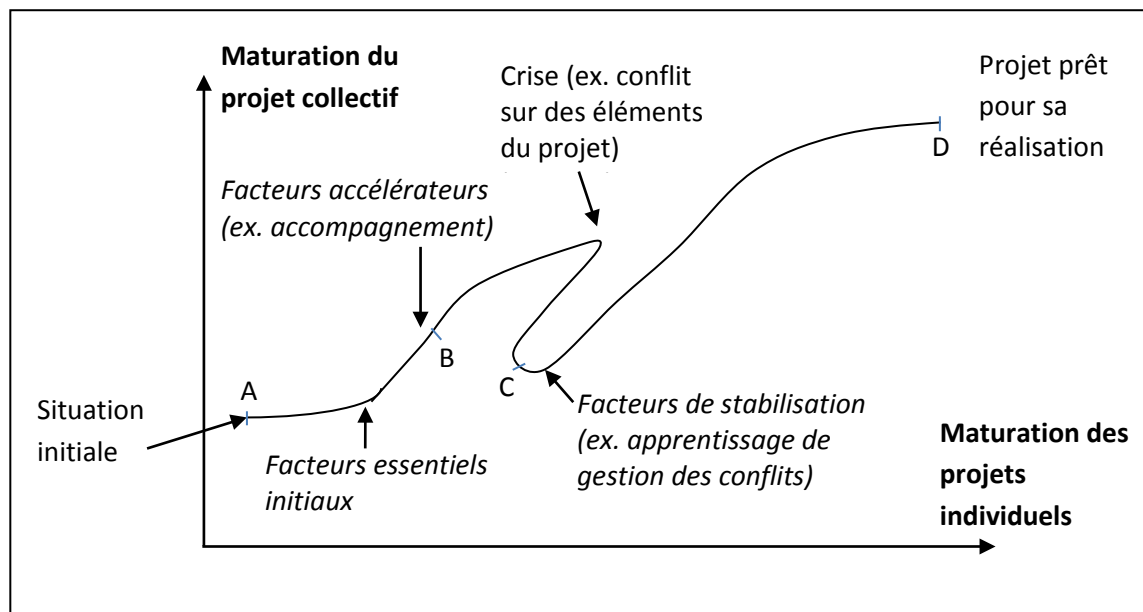 Maturation du
projet collectif
Crise (ex. conflit
sur des éléments
du projet)
Projet prêt
pour sa
réalisation
D
Facteurs accélérateurs
(ex. accompagnement)
B
C
A
Situation
initiale
Facteurs essentiels
initiaux
Facteurs de stabilisation
(ex. apprentissage de
gestion des conflits)
Maturation des
projets
individuels